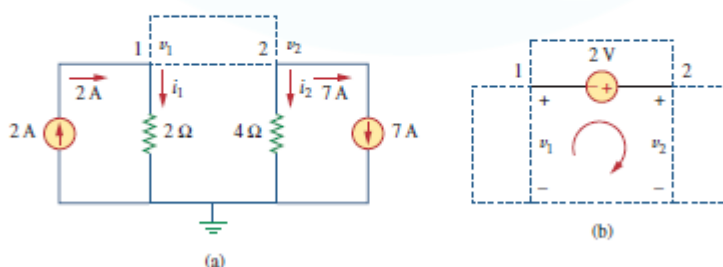 2 V
1 v₁ 2 v₂
1 2
2 A i₁ i₂ 7 A
+ +
2 A 2 Ω 4 Ω 7 A
v₁ v₂
− −
(a)
(b)
− +